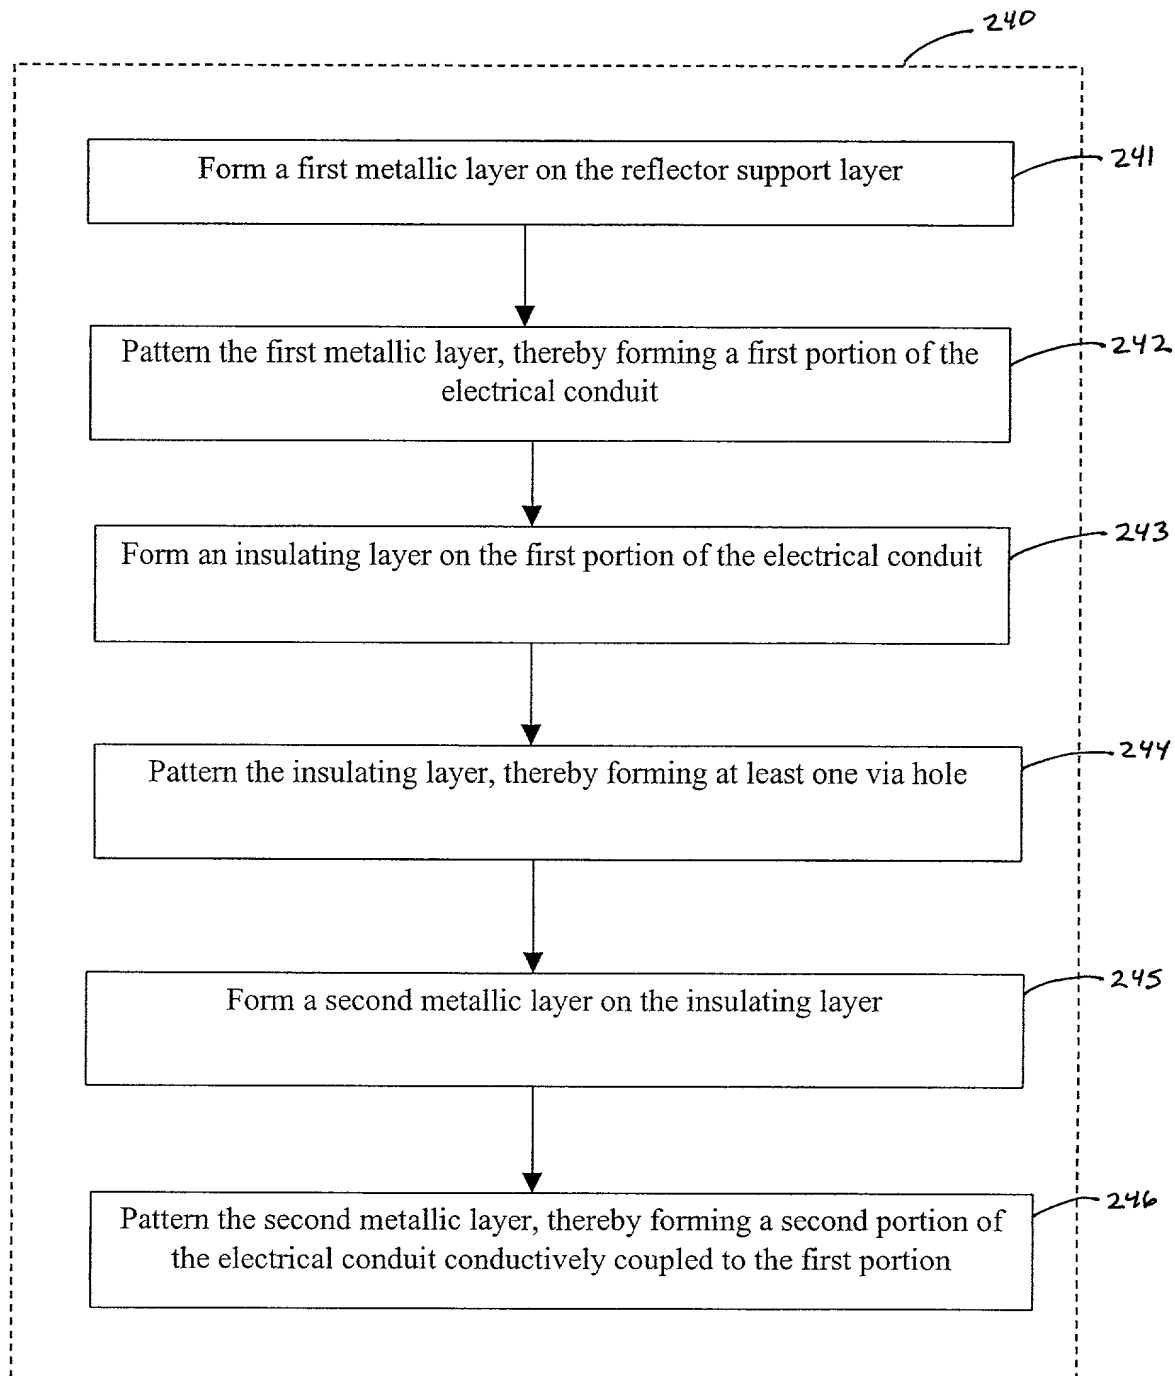 240
Form a first metallic layer on the reflector support layer
241
Pattern the first metallic layer, thereby forming a first portion of the
electrical conduit
242
Form an insulating layer on the first portion of the electrical conduit
243
Pattern the insulating layer, thereby forming at least one via hole
244
Form a second metallic layer on the insulating layer
245
Pattern the second metallic layer, thereby forming a second portion of
the electrical conduit conductively coupled to the first portion
246